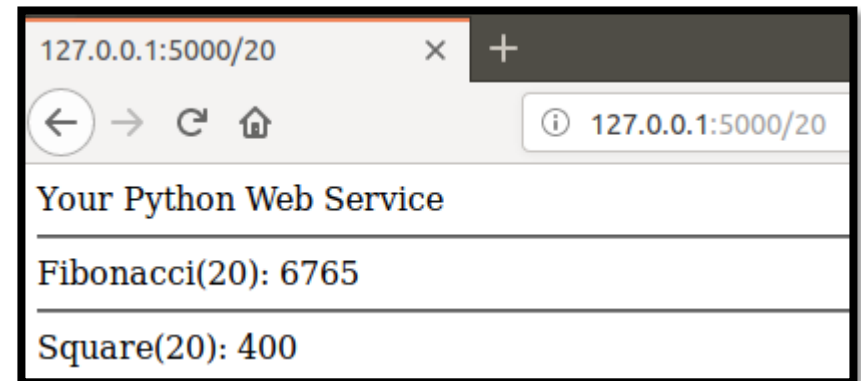 127.0.0.1:5000/20
127.0.0.1:5000/20
Your Python Web Service
Fibonacci(20): 6765
Square(20): 400